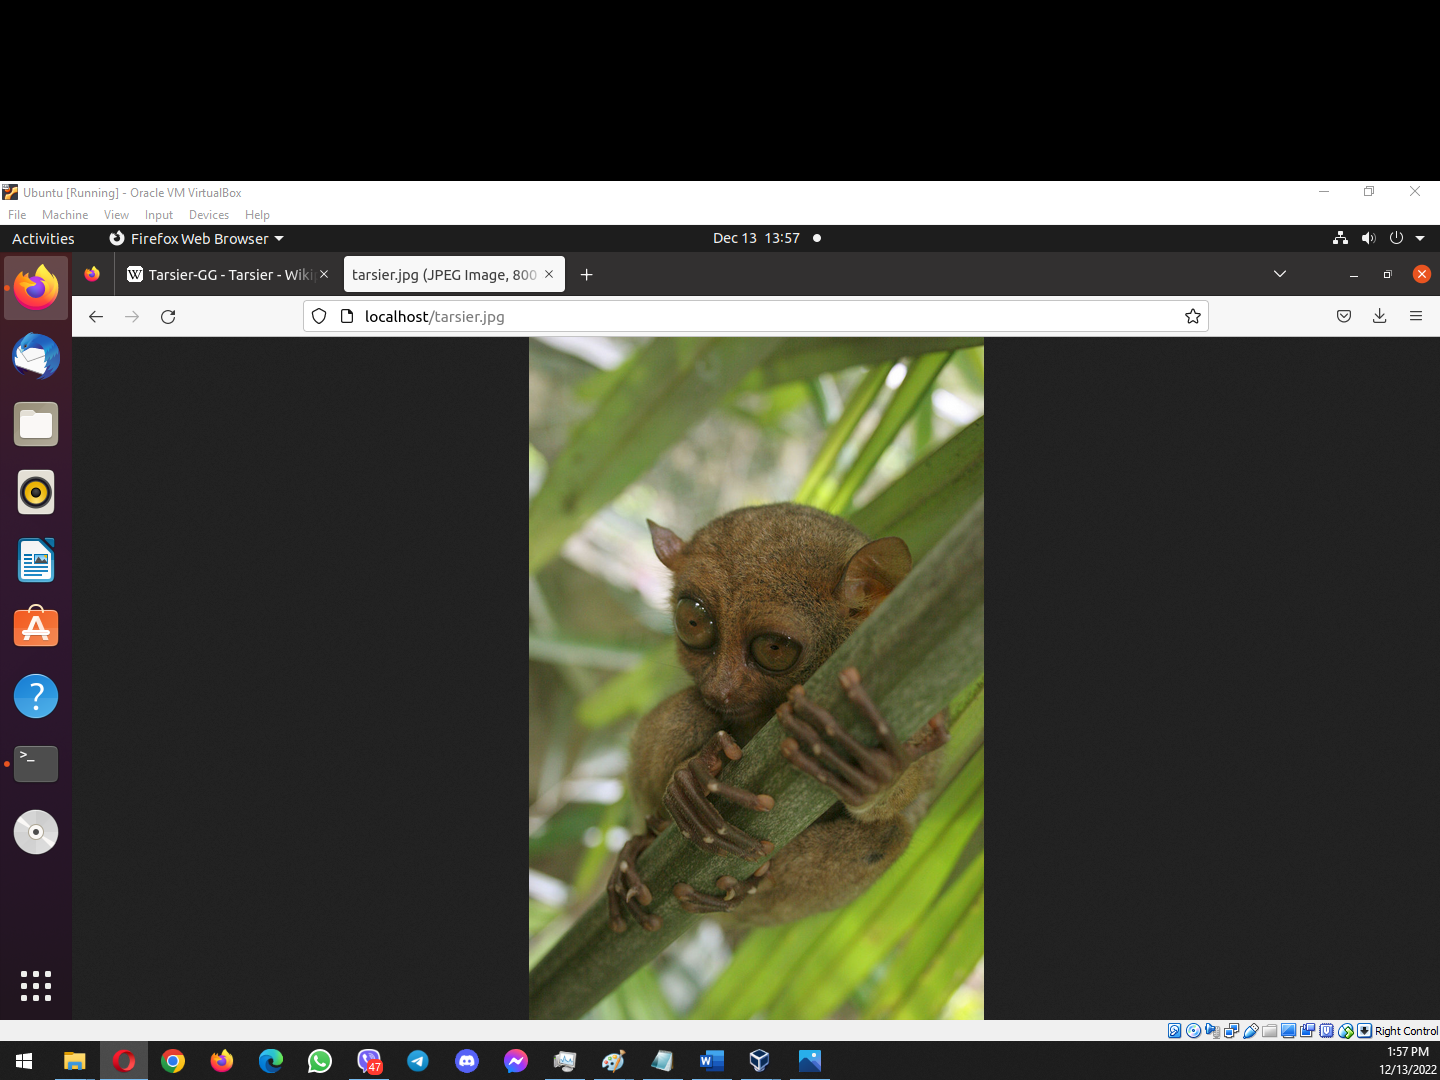 Ubuntu [Running] - Oracle VM VirtualBox
File Machine View Input Devices Help
Activities Firefox Web Browser Dec 13 13:57
Tarsier-GG - Tarsier - Wiki tarsier.jpg (JPEG Image, 800
localhost/tarsier.jpg
Right Control
47
1:57 PM
12/13/2022